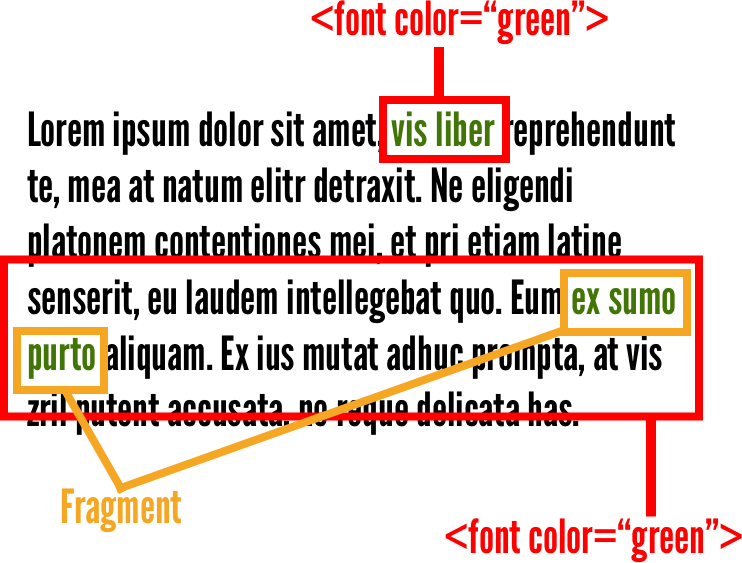 <font color=“green”>
Lorem ipsum dolor sit amet, vis liber reprehendunt
te, mea at natum elitr detraxit. Ne eligendi
platonem contentiones mei, et pri etiam latine
senserit, eu laudem intellegebat quo. Eum ex sumo
purto aliquam. Ex ius mutat adhuc prompta, at vis
zril putent accusata, no reque delicata has.
Fragment
<font color=“green”>